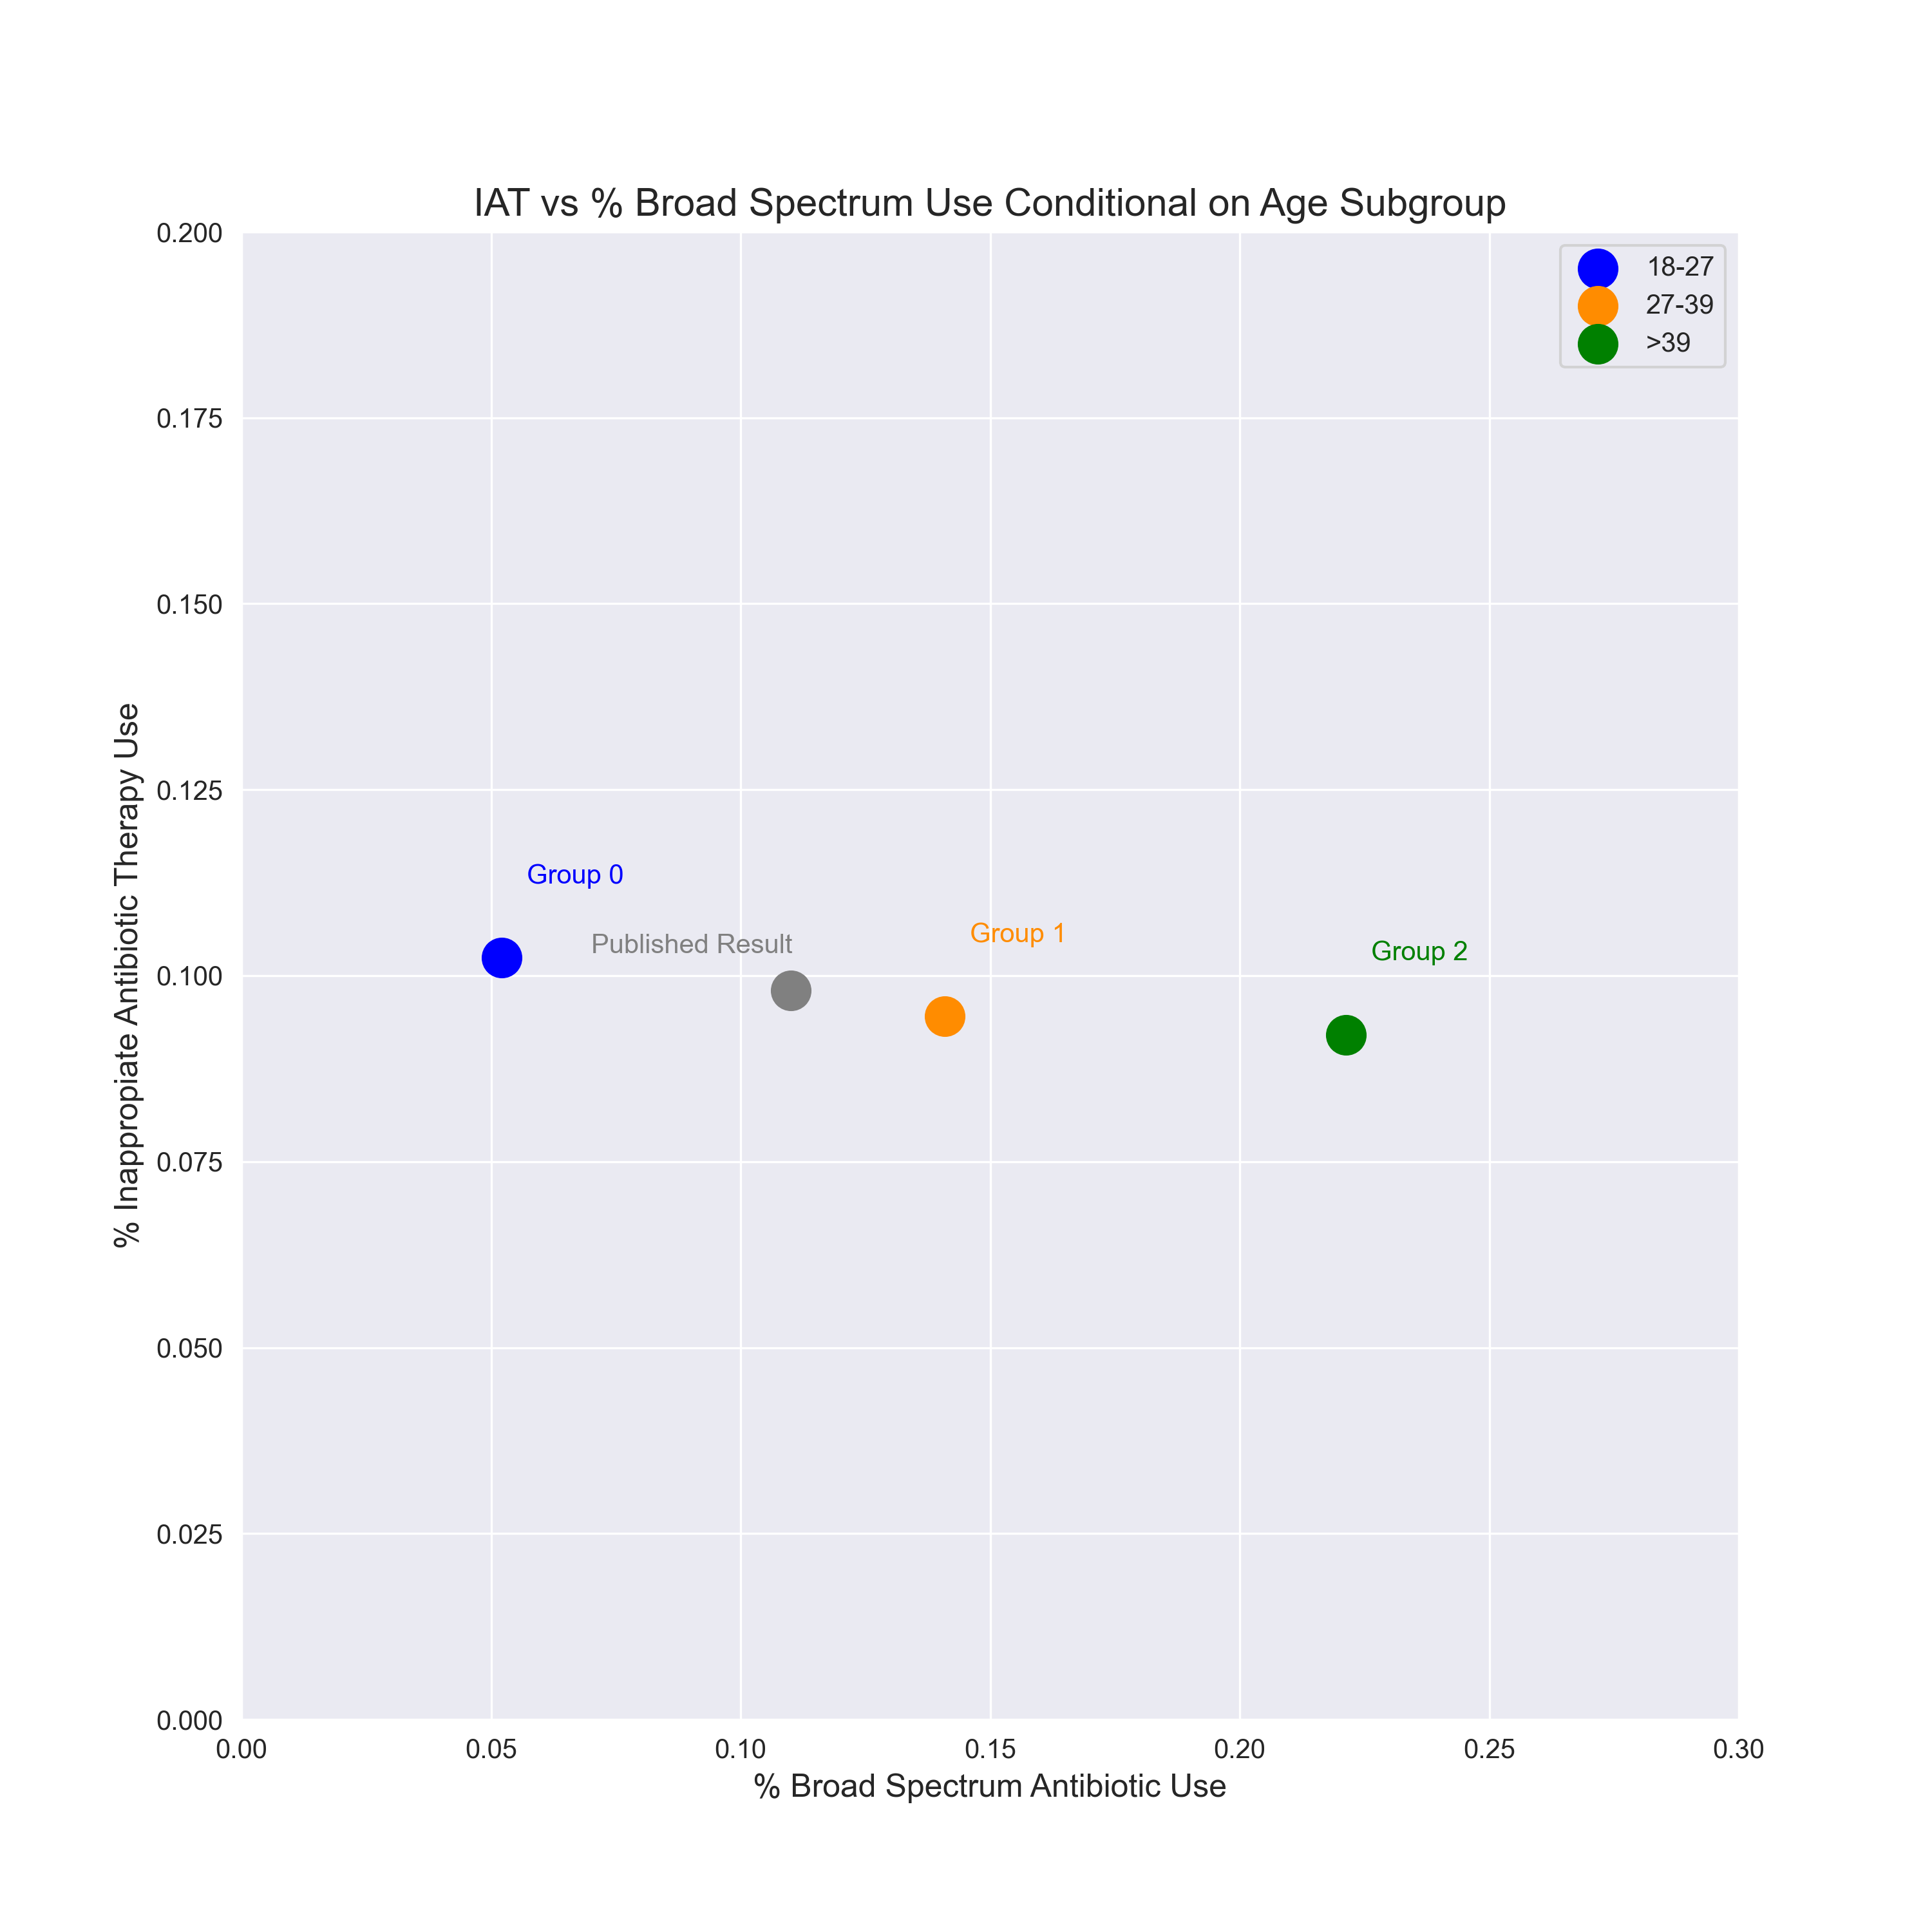 IAT vs % Broad Spectrum Use Conditional on Age Subgroup
0.200
0.175
0.150
0.125
0.100
0.075
0.050
0.025
0.000
% Inappropiate Antibiotic Therapy Use
18-27
27-39
>39
Group 0
Published Result
Group 1
Group 2
0.00 0.05 0.10 0.15 0.20 0.25 0.30
% Broad Spectrum Antibiotic Use